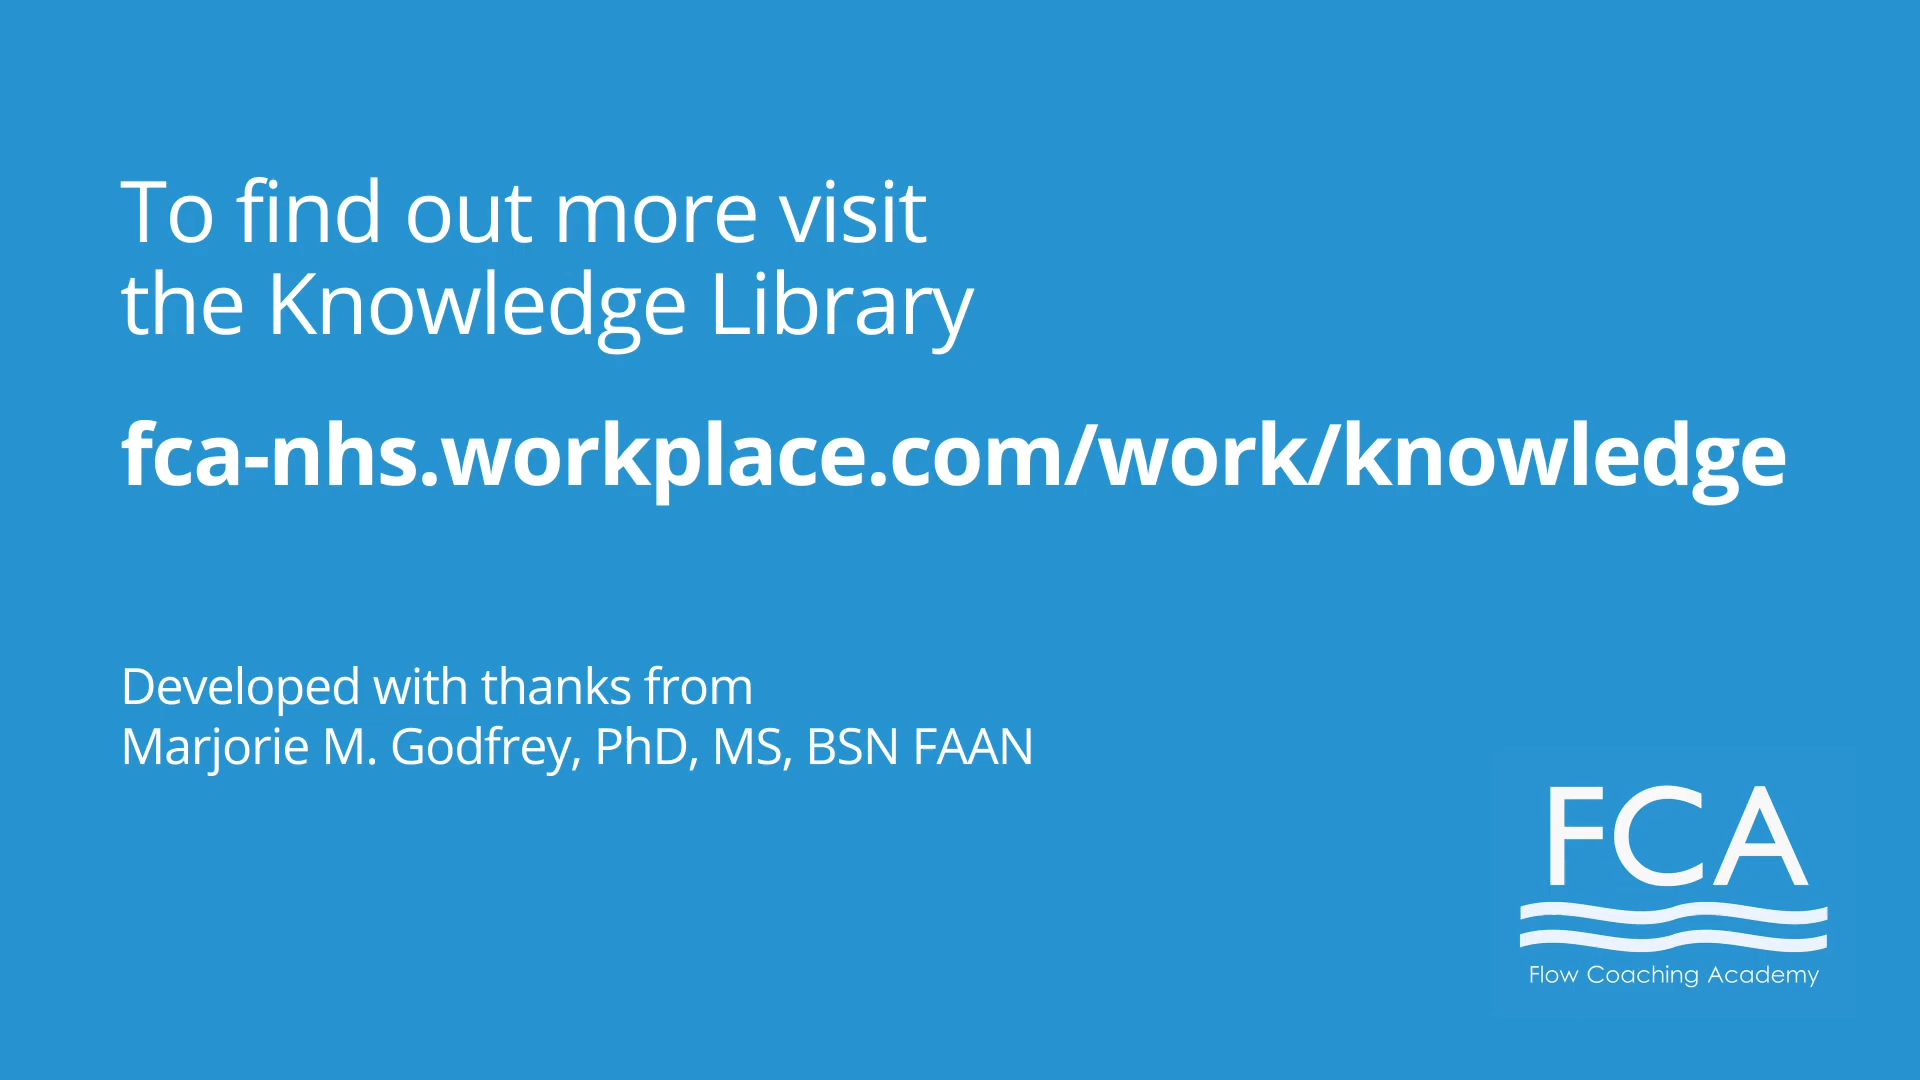 To find out more visit
the Knowledge Library
fca-nhs.workplace.com/work/knowledge
Developed with thanks from
Marjorie M. Godfrey, PhD, MS, BSN FAAN
FCA
Flow Coaching Academy